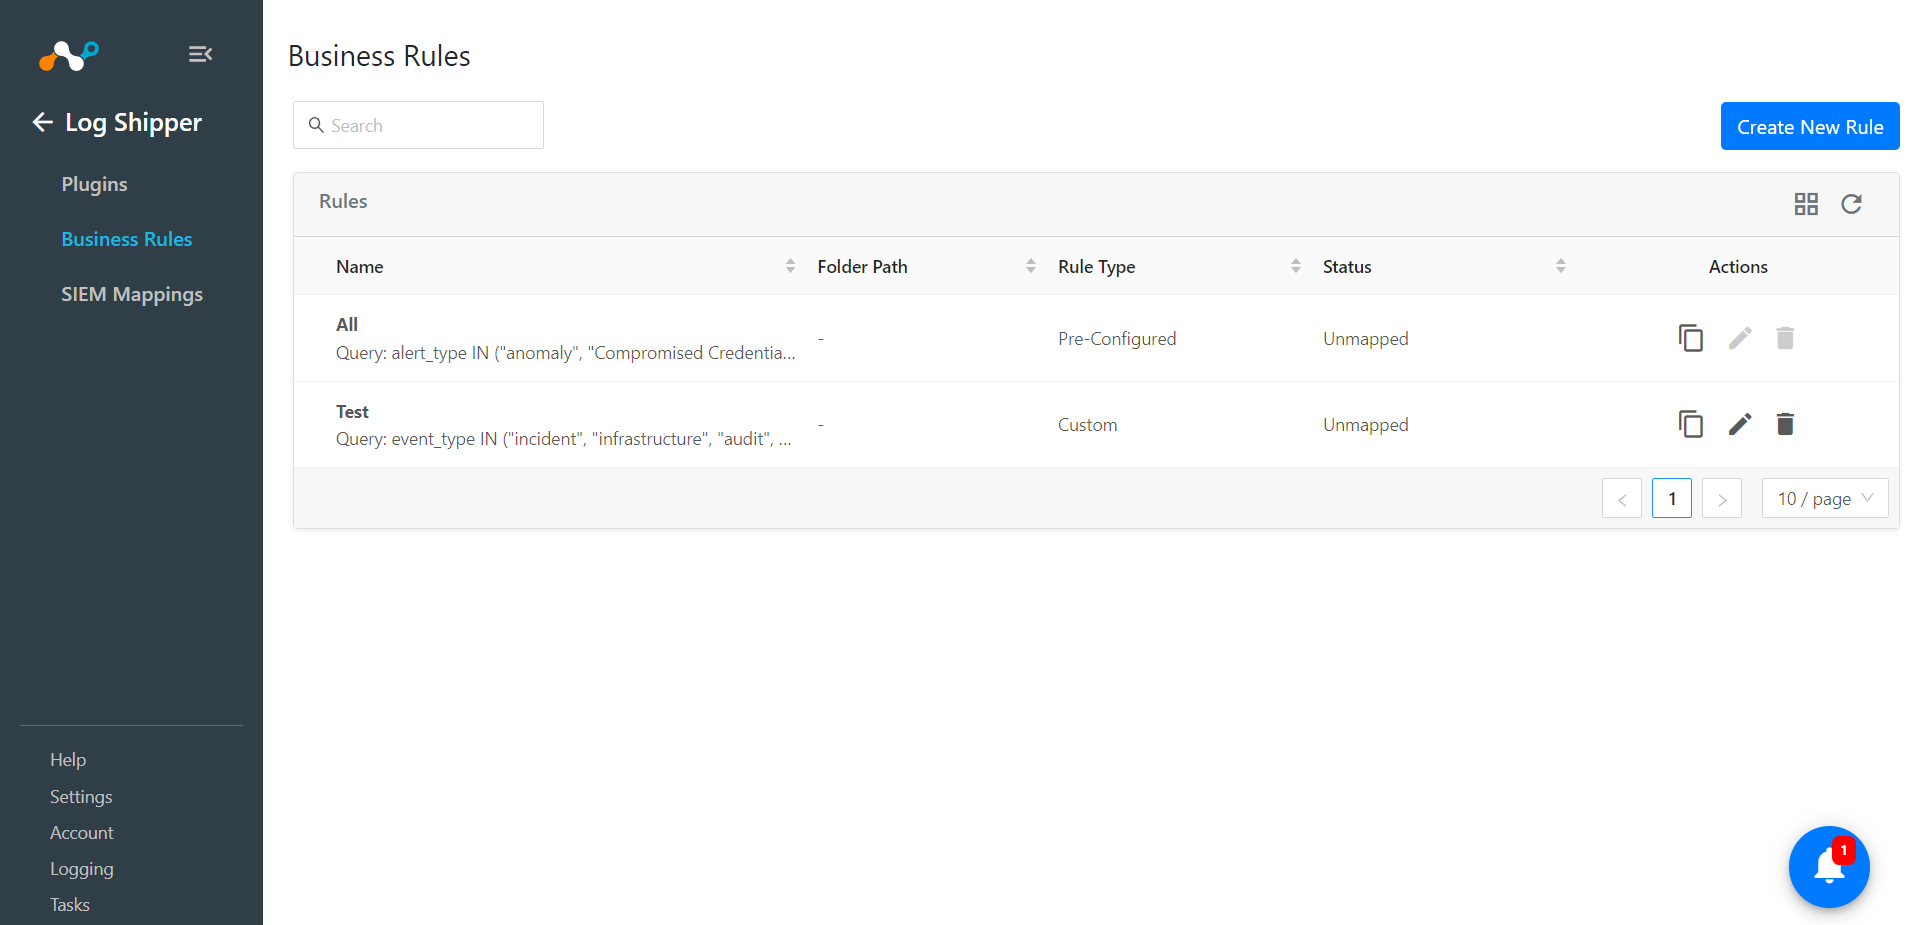 Log Shipper
Plugins
Business Rules
SIEM Mappings
Help
Settings
Account
Logging
Tasks
Business Rules
Search
Create New Rule
Rules
Name Folder Path Rule Type Status Actions
All
Query: alert_type IN ("anomaly", "Compromised Credentia... - Pre-Configured Unmapped
Test
Query: event_type IN ("incident", "infrastructure", "audit", ... - Custom Unmapped
< 1 > 10 / page
1